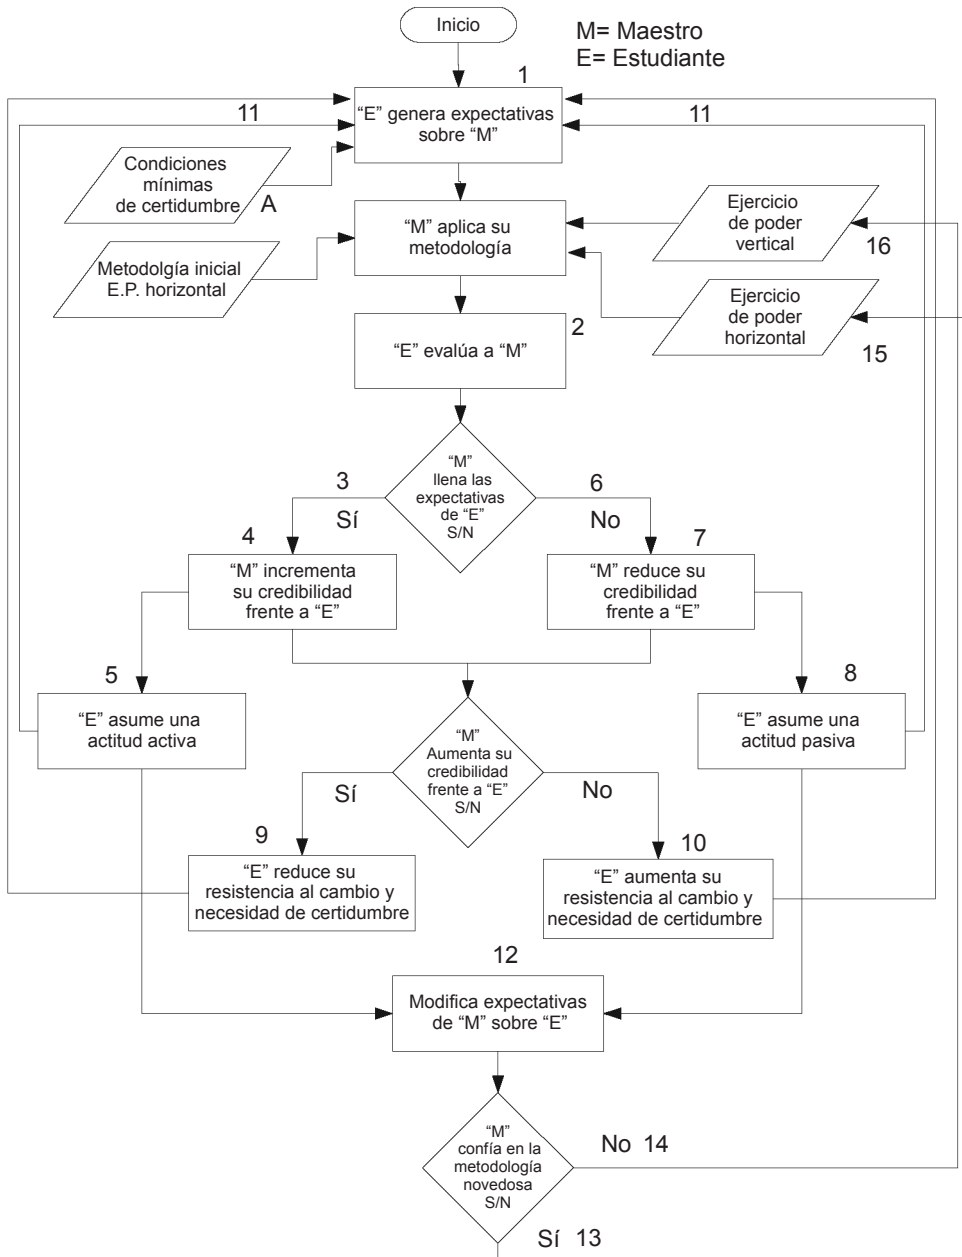 Inicio
M= Maestro
E= Estudiante
1
“E” genera expectativas
sobre “M”
11
11
Condiciones
mínimas
de certidumbre
A
“M” aplica su
metodología
Ejercicio
de poder
vertical
16
Metodolgía inicial
E.P. horizontal
Ejercicio
de poder
horizontal
15
2
“E” evalúa a “M”
“M”
llena las
expectativas
de “E”
S/N
3
Sí
6
No
4
“M” incrementa
su credibilidad
frente a “E”
7
“M” reduce su
credibilidad
frente a “E”
5
“E” asume una
actitud activa
8
“E” asume una
actitud pasiva
“M”
Aumenta su
credibilidad
frente a “E”
S/N
Sí
No
9
“E” reduce su
resistencia al cambio y
necesidad de certidumbre
10
“E” aumenta su
resistencia al cambio y
necesidad de certidumbre
12
Modifica expectativas
de “M” sobre “E”
“M”
confía en la
metodología
novedosa
S/N
No 14
Sí 13